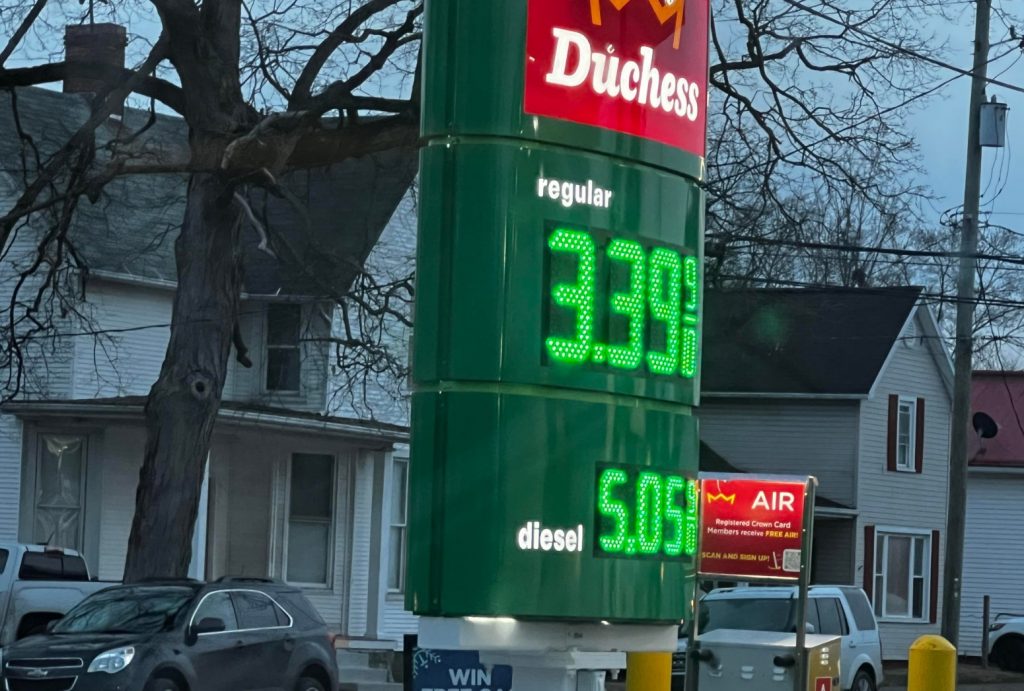 Duchess
regular
3.39 9/10
diesel
5.05 9/10
AIR
Registered Crown Card
Members receive FREE AIR!
SCAN AND SIGN UP!
WIN